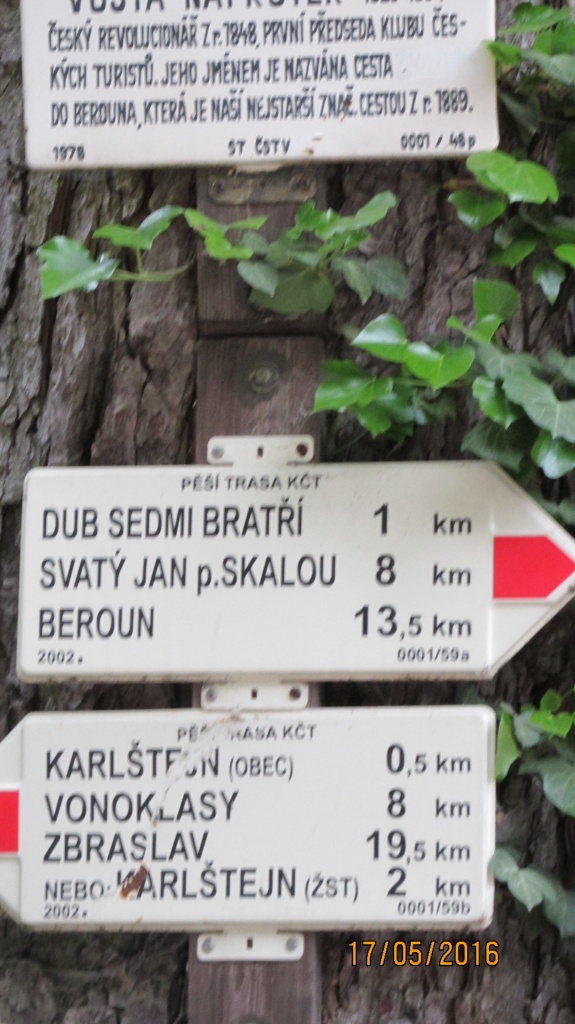 ČESKÝ REVOLUCIONÁŘ Z r. 1848, PRVNÍ PŘEDSEDA KLUBU ČES-
KÝCH TURISTŮ. JEHO JMÉNEM JE NAZVÁNA CESTA
DO BEROUNA, KTERÁ JE NAŠÍ NEJSTARŠÍ ZNAČ. CESTOU Z r. 1889.
1978 ST ČSTV 0001 / 48p
PĚŠÍ TRASA KČT
DUB SEDMI BRATŘÍ 1 km
SVATÝ JAN p.SKALOU 8 km
BEROUN 13,5 km
2002. 0001/59a
PĚŠÍ TRASA KČT
KARLŠTEJN (OBEC) 0,5 km
VONOKLASY 8 km
ZBRASLAV 19,5 km
NEBO: KARLŠTEJN (ŽST) 2 km
2002. 0001/59b
17/05/2016